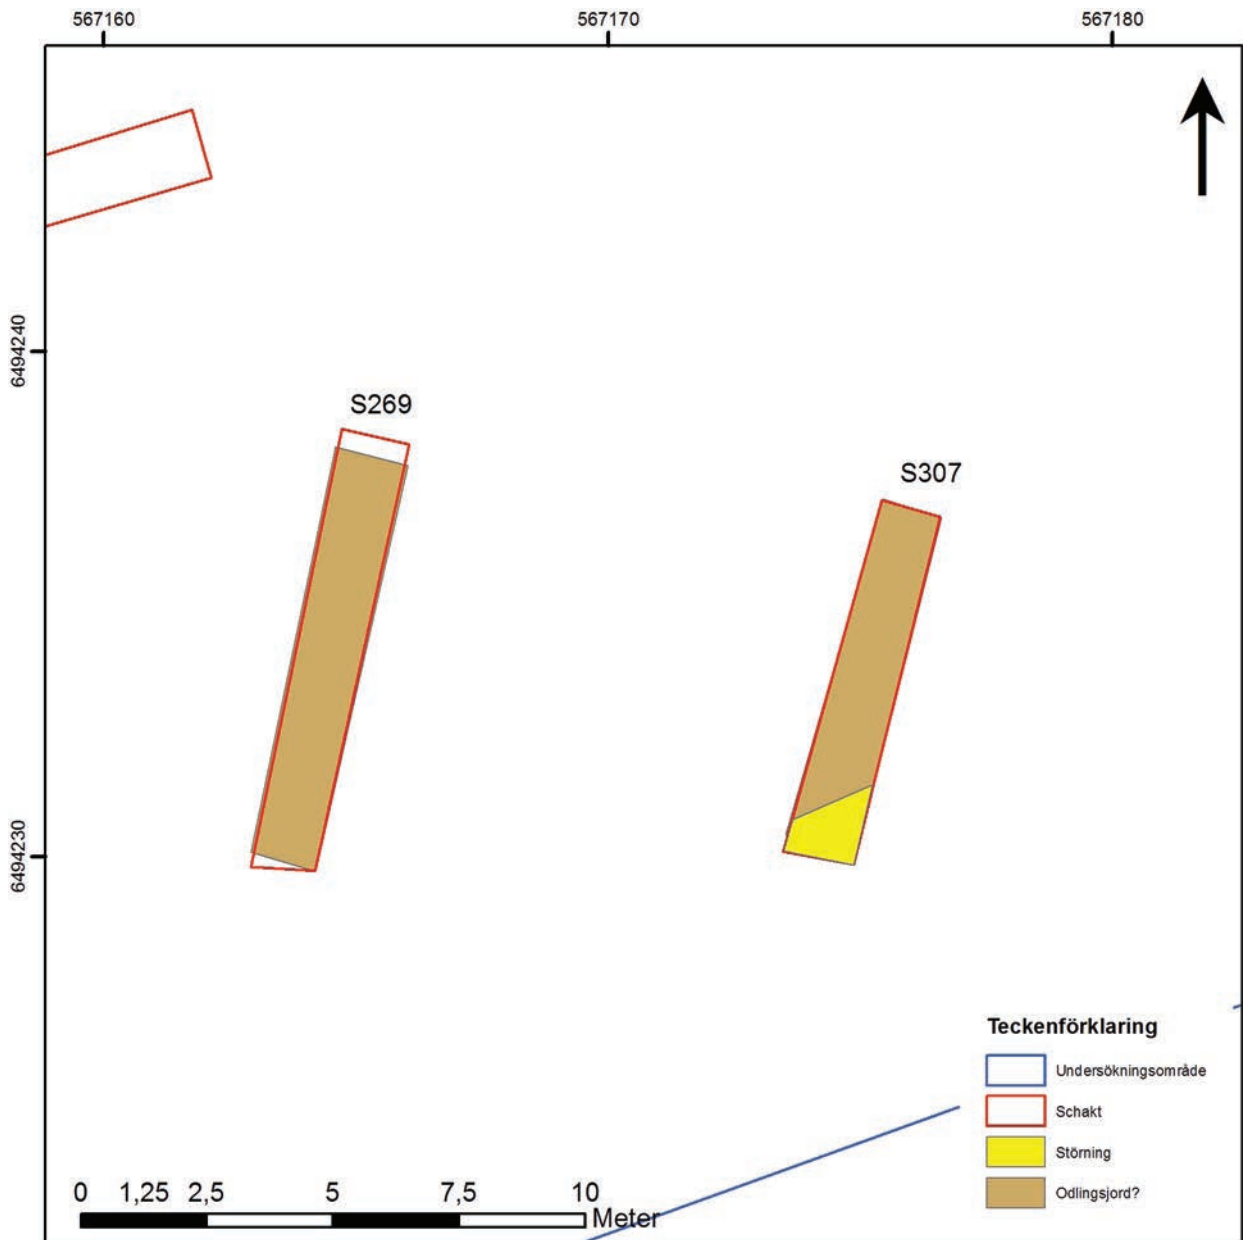 567160 567170 567180
6494240
S269
S307
6494230
Teckenförklaring
Undersökningsområde
Schakt
Störning
Odlingsjord?
0 1,25 2,5 5 7,5 10
Meter